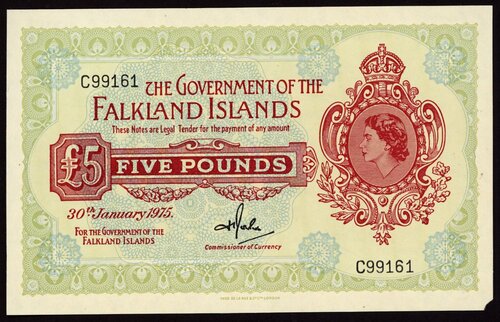 C99161
THE GOVERNMENT OF THE
FALKLAND ISLANDS
These Notes are Legal Tender for the payment of any amount
£5 FIVE POUNDS
30th January 1975.
FOR THE GOVERNMENT OF THE
FALKLAND ISLANDS
Commissioner of Currency
C99161